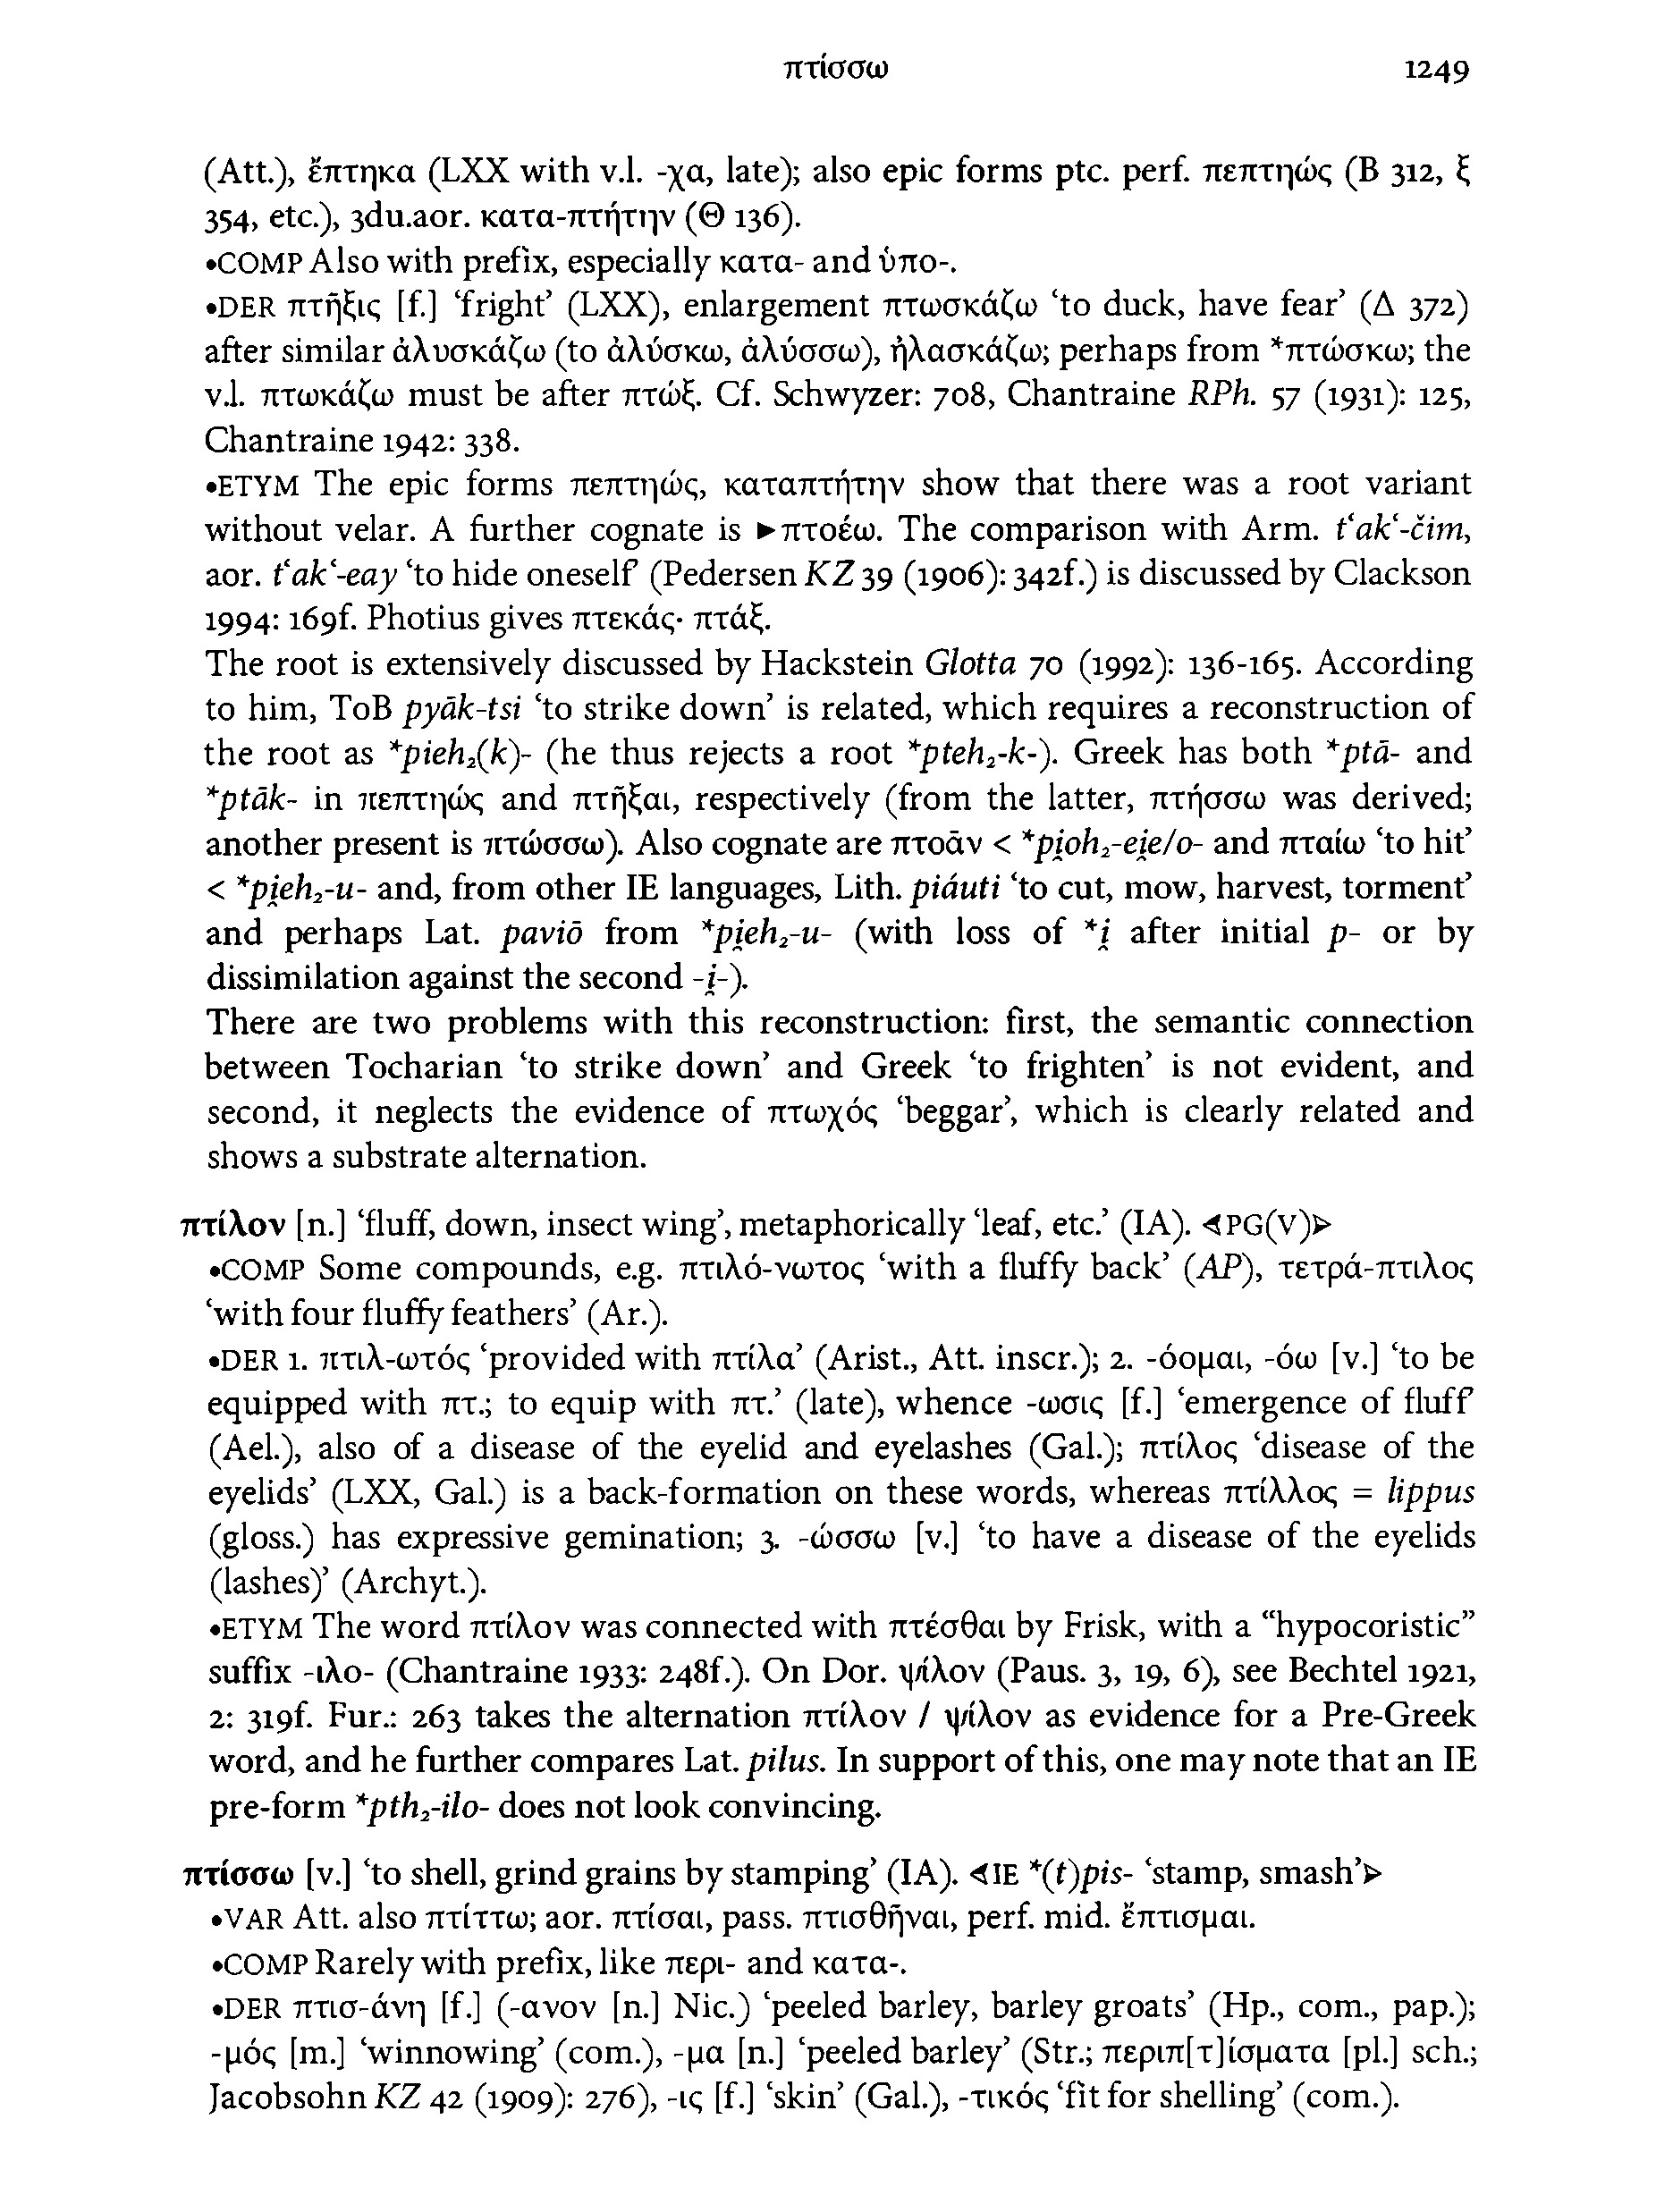 πτίσσω 1249
(Att.), ἔπτηκα (LXX with v.l. -χα, late); also epic forms ptc. perf. πεπτηώς (Β 312, ξ
354, etc.), 3du.aor. κατα-πτήτην (Θ 136).
•COMP Also with prefix, especially κατα- and ὑπο-.
•DER πτῆξις [f.] ‘fright’ (LXX), enlargement πτωσκάζω ‘to duck, have fear’ (Δ 372)
after similar ἀλυσκάζω (to ἀλύσκω, ἀλύσσω), ἠλασκάζω; perhaps from *πτώσκω; the
v.l. πτωκάζω must be after πτώξ. Cf. Schwyzer: 708, Chantraine RPh. 57 (1931): 125,
Chantraine 1942: 338.
•ETYM The epic forms πεπτηώς, καταπτήτην show that there was a root variant
without velar. A further cognate is ►πτοέω. The comparison with Arm. tʿakʿ-čim,
aor. tʿakʿ-eay ‘to hide oneself’ (Pedersen KZ 39 (1906): 342f.) is discussed by Clackson
1994: 169f. Photius gives πτεκάς· πτάξ.
The root is extensively discussed by Hackstein Glotta 70 (1992): 136-165. According
to him, ToB pyāk-tsi ‘to strike down’ is related, which requires a reconstruction of
the root as *pieh₂(k)- (he thus rejects a root *pteh₂-k-). Greek has both *ptā- and
*ptāk- in πεπτηώς and πτῆξαι, respectively (from the latter, πτήσσω was derived;
another present is πτώσσω). Also cognate are πτοᾶν < *pi̯oh₂-ei̯e/o- and πταίω ‘to hit’
< *pi̯eh₂-u- and, from other IE languages, Lith. piáuti ‘to cut, mow, harvest, torment’
and perhaps Lat. paviō from *pi̯eh₂-u- (with loss of *i̯ after initial p- or by
dissimilation against the second -i̯-).
There are two problems with this reconstruction: first, the semantic connection
between Tocharian ‘to strike down’ and Greek ‘to frighten’ is not evident, and
second, it neglects the evidence of πτωχός ‘beggar’, which is clearly related and
shows a substrate alternation.
πτίλον [n.] ‘fluff, down, insect wing’, metaphorically ‘leaf, etc.’ (IA). ◁PG(V)▷
•COMP Some compounds, e.g. πτιλό-νωτος ‘with a fluffy back’ (AP), τετρά-πτιλος
‘with four fluffy feathers’ (Ar.).
•DER 1. πτιλ-ωτός ‘provided with πτίλα’ (Arist., Att. inscr.); 2. -όομαι, -όω [v.] ‘to be
equipped with πτ.; to equip with πτ.’ (late), whence -ωσις [f.] ‘emergence of fluff’
(Ael.), also of a disease of the eyelid and eyelashes (Gal.); πτίλος ‘disease of the
eyelids’ (LXX, Gal.) is a back-formation on these words, whereas πτίλλος = lippus
(gloss.) has expressive gemination; 3. -ώσσω [v.] ‘to have a disease of the eyelids
(lashes)’ (Archyt.).
•ETYM The word πτίλον was connected with πτέσθαι by Frisk, with a “hypocoristic”
suffix -ιλο- (Chantraine 1933: 248f.). On Dor. ψίλον (Paus. 3, 19, 6), see Bechtel 1921,
2: 319f. Fur.: 263 takes the alternation πτίλον / ψίλον as evidence for a Pre-Greek
word, and he further compares Lat. pilus. In support of this, one may note that an IE
pre-form *pth₂-ilo- does not look convincing.
πτίσσω [v.] ‘to shell, grind grains by stamping’ (IA). ◁IE *(t)pis- ‘stamp, smash’▷
•VAR Att. also πτίττω; aor. πτίσαι, pass. πτισθῆναι, perf. mid. ἔπτισμαι.
•COMP Rarely with prefix, like περι- and κατα-.
•DER πτισ-άνη [f.] (-ανον [n.] Nic.) ‘peeled barley, barley groats’ (Hp., com., pap.);
-μός [m.] ‘winnowing’ (com.), -μα [n.] ‘peeled barley’ (Str.; περιπ[τ]ίσματα [pl.] sch.;
Jacobsohn KZ 42 (1909): 276), -ις [f.] ‘skin’ (Gal.), -τικός ‘fit for shelling’ (com.).